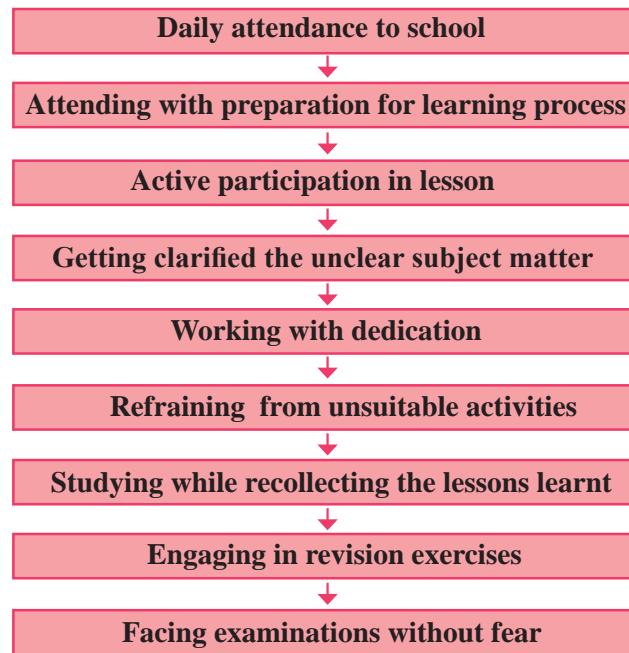 Daily attendance to school
Attending with preparation for learning process
Active participation in lesson
Getting clarified the unclear subject matter
Working with dedication
Refraining from unsuitable activities
Studying while recollecting the lessons learnt
Engaging in revision exercises
Facing examinations without fear